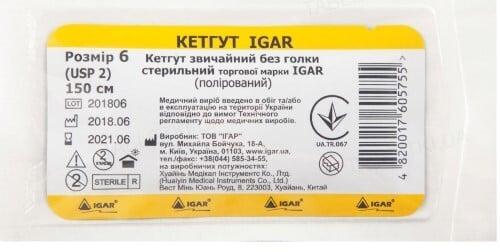 КЕТГУТ IGAR
Розмір 6
(USP 2)
150 см
LOT 201806
2018.06
2021.06
STERILE R
Кетгут звичайний без голки
стерильний торгової марки IGAR
(полірований)
Медичний виріб введено в обіг та/або
в експлуатацію на території України
відповідно до вимог Технічного
регламенту щодо медичних виробів.
Виробник: ТОВ "ІГАР"
вул. Михайла Бойчука, 18-А,
м. Київ, Україна, 01103, www.igar.ua,
тел./факс: +38(044) 585-34-55,
на виробничих потужностях:
Хуайінь Медікал Інструментс Ко., Лтд.
(Huaiyin Medical Instruments Co., Ltd.)
Вест Мінь Юань Роуд, 8, 223003, Хуайань, Китай
UA.TR.067
4 820017 605755 >
IGAR IGAR IGAR IGAR IGAR